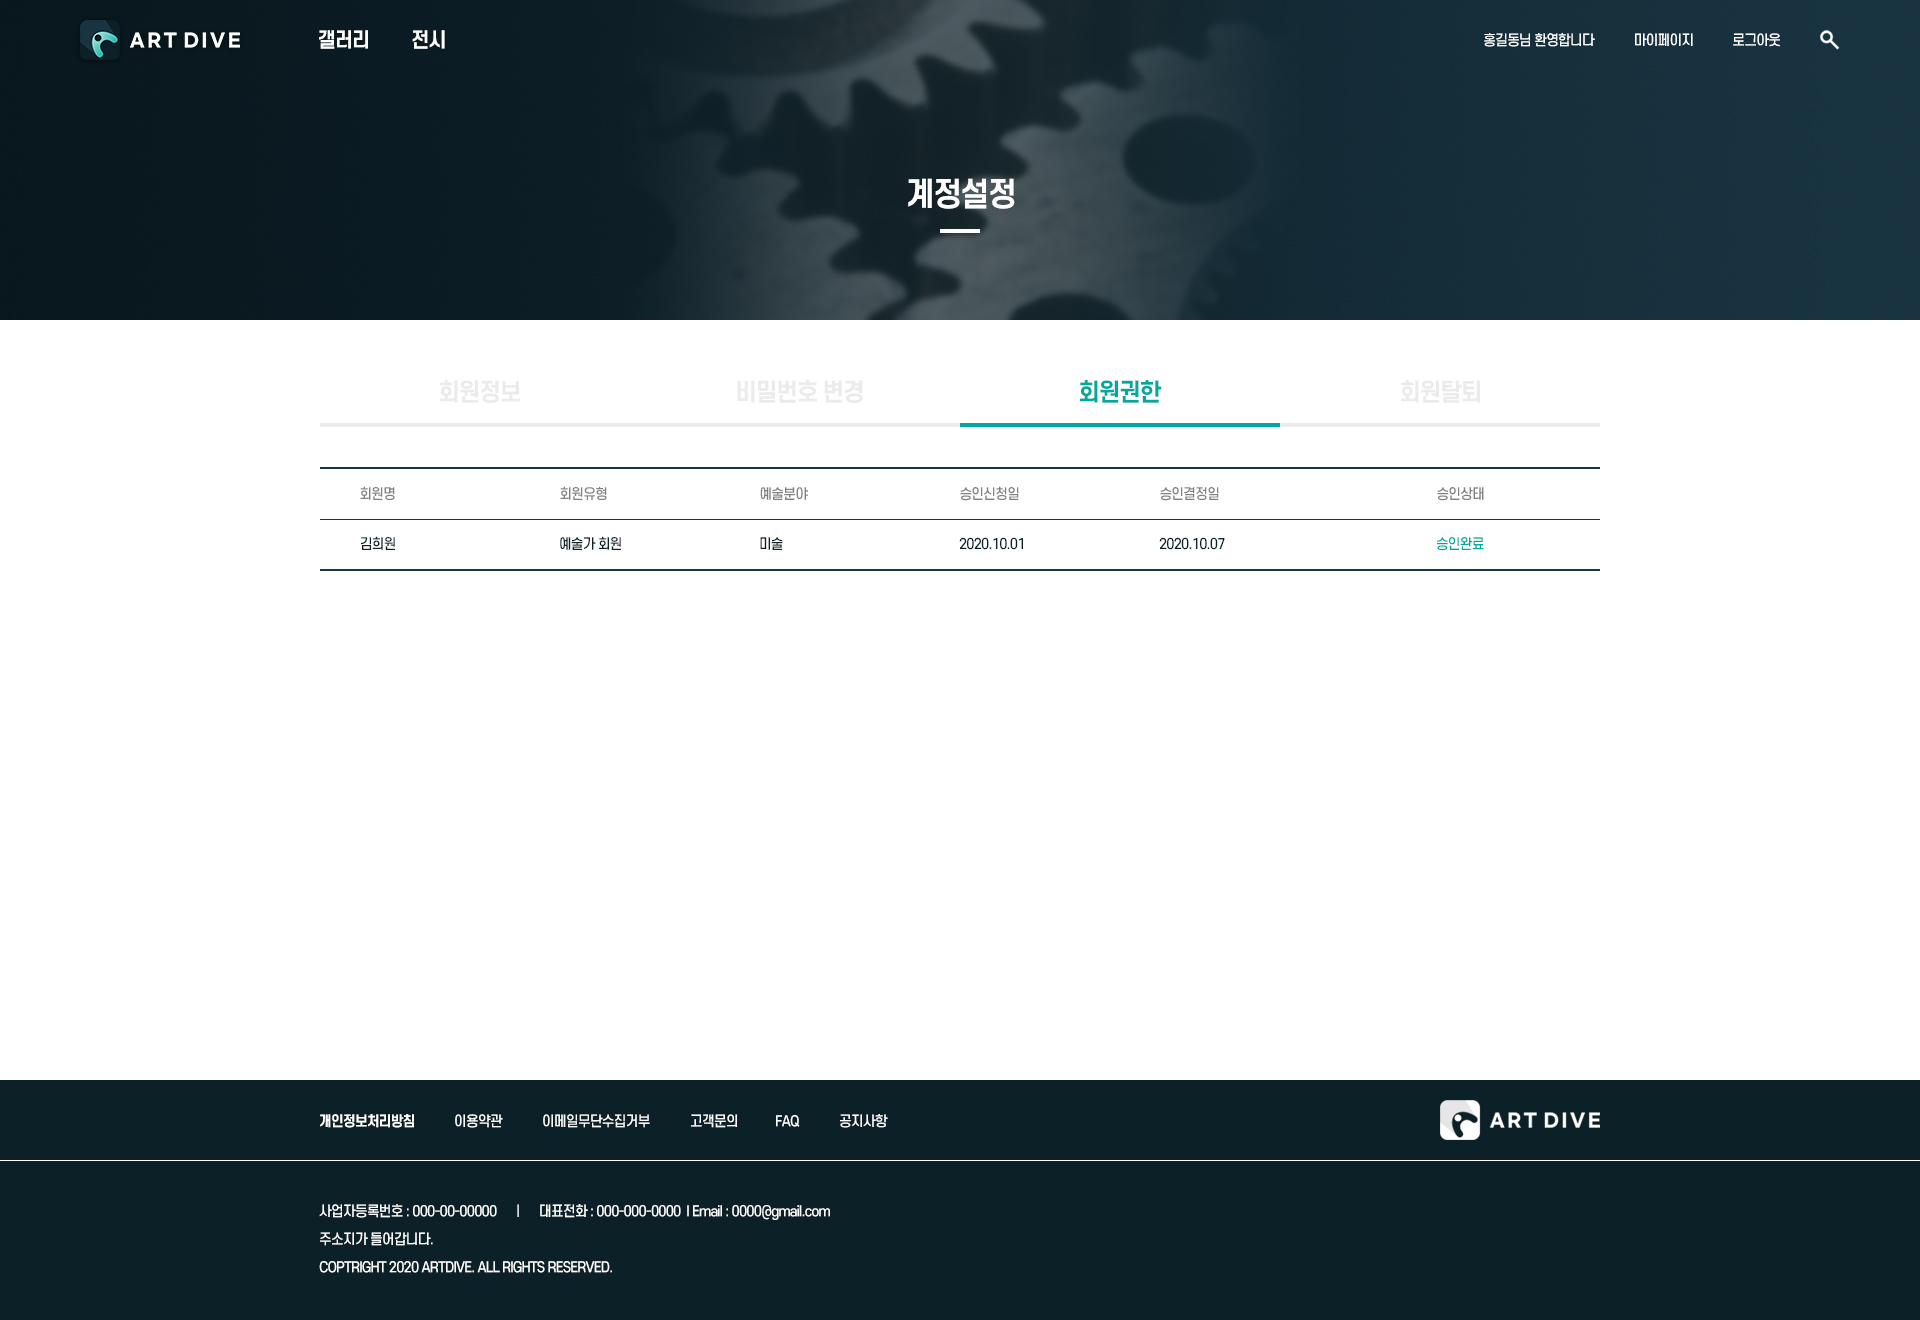 ART DIVE 갤러리 전시 홍길동님 환영합니다 마이페이지 로그아웃
계정설정
회원정보 비밀번호 변경 회원권한 회원탈퇴
회원명 회원유형 예술분야 승인신청일 승인결정일 승인상태
김희원 예술가 회원 미술 2020.10.01 2020.10.07 승인완료
개인정보처리방침 이용약관 이메일무단수집거부 고객문의 FAQ 공지사항 ART DIVE
사업자등록번호 : 000-00-00000 | 대표전화 : 000-000-0000 I Email : 0000@gmail.com
주소지가 들어갑니다.
COPTRIGHT 2020 ARTDIVE. ALL RIGHTS RESERVED.